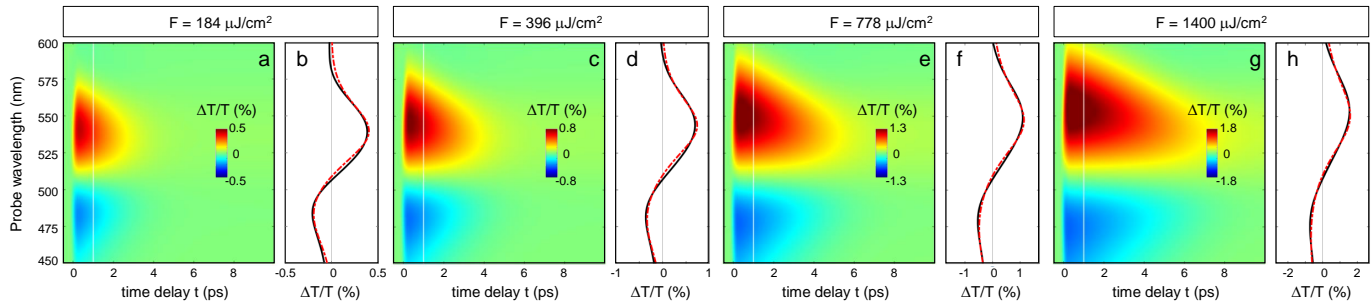 F = 184 μJ/cm²
F = 396 μJ/cm²
F = 778 μJ/cm²
F = 1400 μJ/cm²
Probe wavelength (nm)
600
575
550
525
500
475
450
a
ΔT/T (%)
0.5
0
-0.5
0 2 4 6 8
time delay t (ps)
b
-0.5 0 0.5
ΔT/T (%)
c
ΔT/T (%)
0.8
0
-0.8
0 2 4 6 8
time delay t (ps)
d
-1 0 1
ΔT/T (%)
e
ΔT/T (%)
1.3
0
-1.3
0 2 4 6 8
time delay t (ps)
f
-1 0 1
ΔT/T (%)
g
ΔT/T (%)
1.8
0
-1.8
0 2 4 6 8
time delay t (ps)
h
-2 0 2
ΔT/T (%)